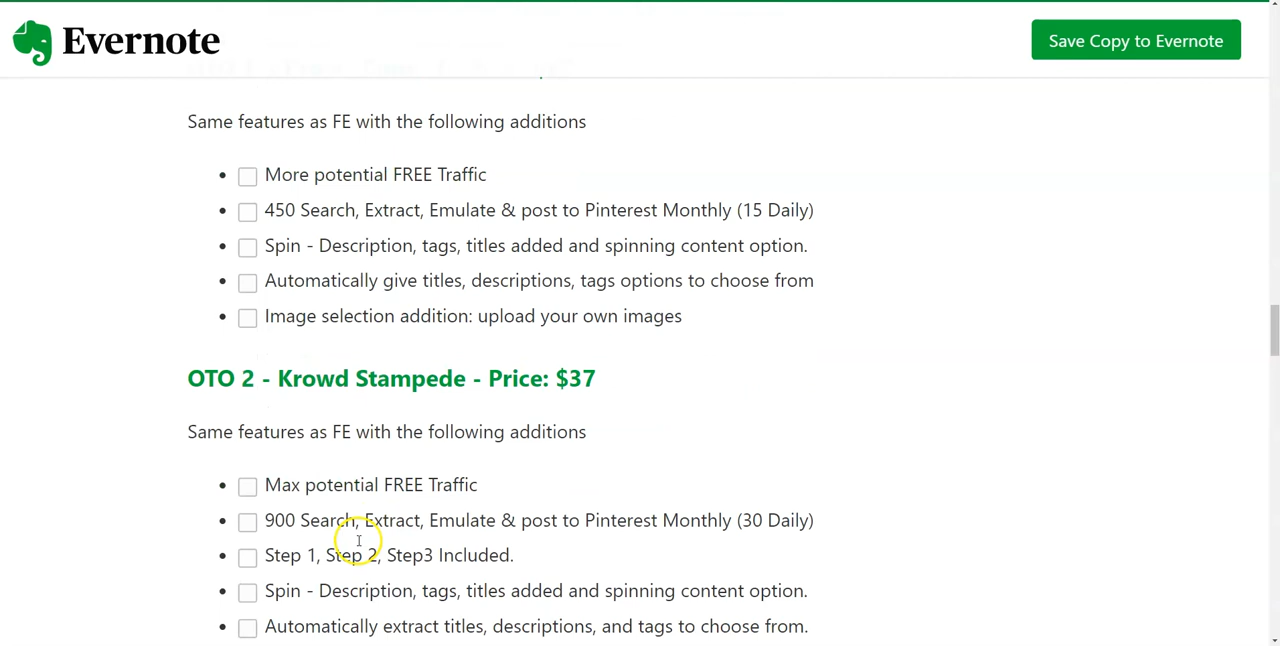 Evernote
Save Copy to Evernote
Same features as FE with the following additions
More potential FREE Traffic
450 Search, Extract, Emulate & post to Pinterest Monthly (15 Daily)
Spin - Description, tags, titles added and spinning content option.
Automatically give titles, descriptions, tags options to choose from
Image selection addition: upload your own images
OTO 2 - Krowd Stampede - Price: $37
Same features as FE with the following additions
Max potential FREE Traffic
900 Search, Extract, Emulate & post to Pinterest Monthly (30 Daily)
Step 1, Step 2, Step3 Included.
Spin - Description, tags, titles added and spinning content option.
Automatically extract titles, descriptions, and tags to choose from.